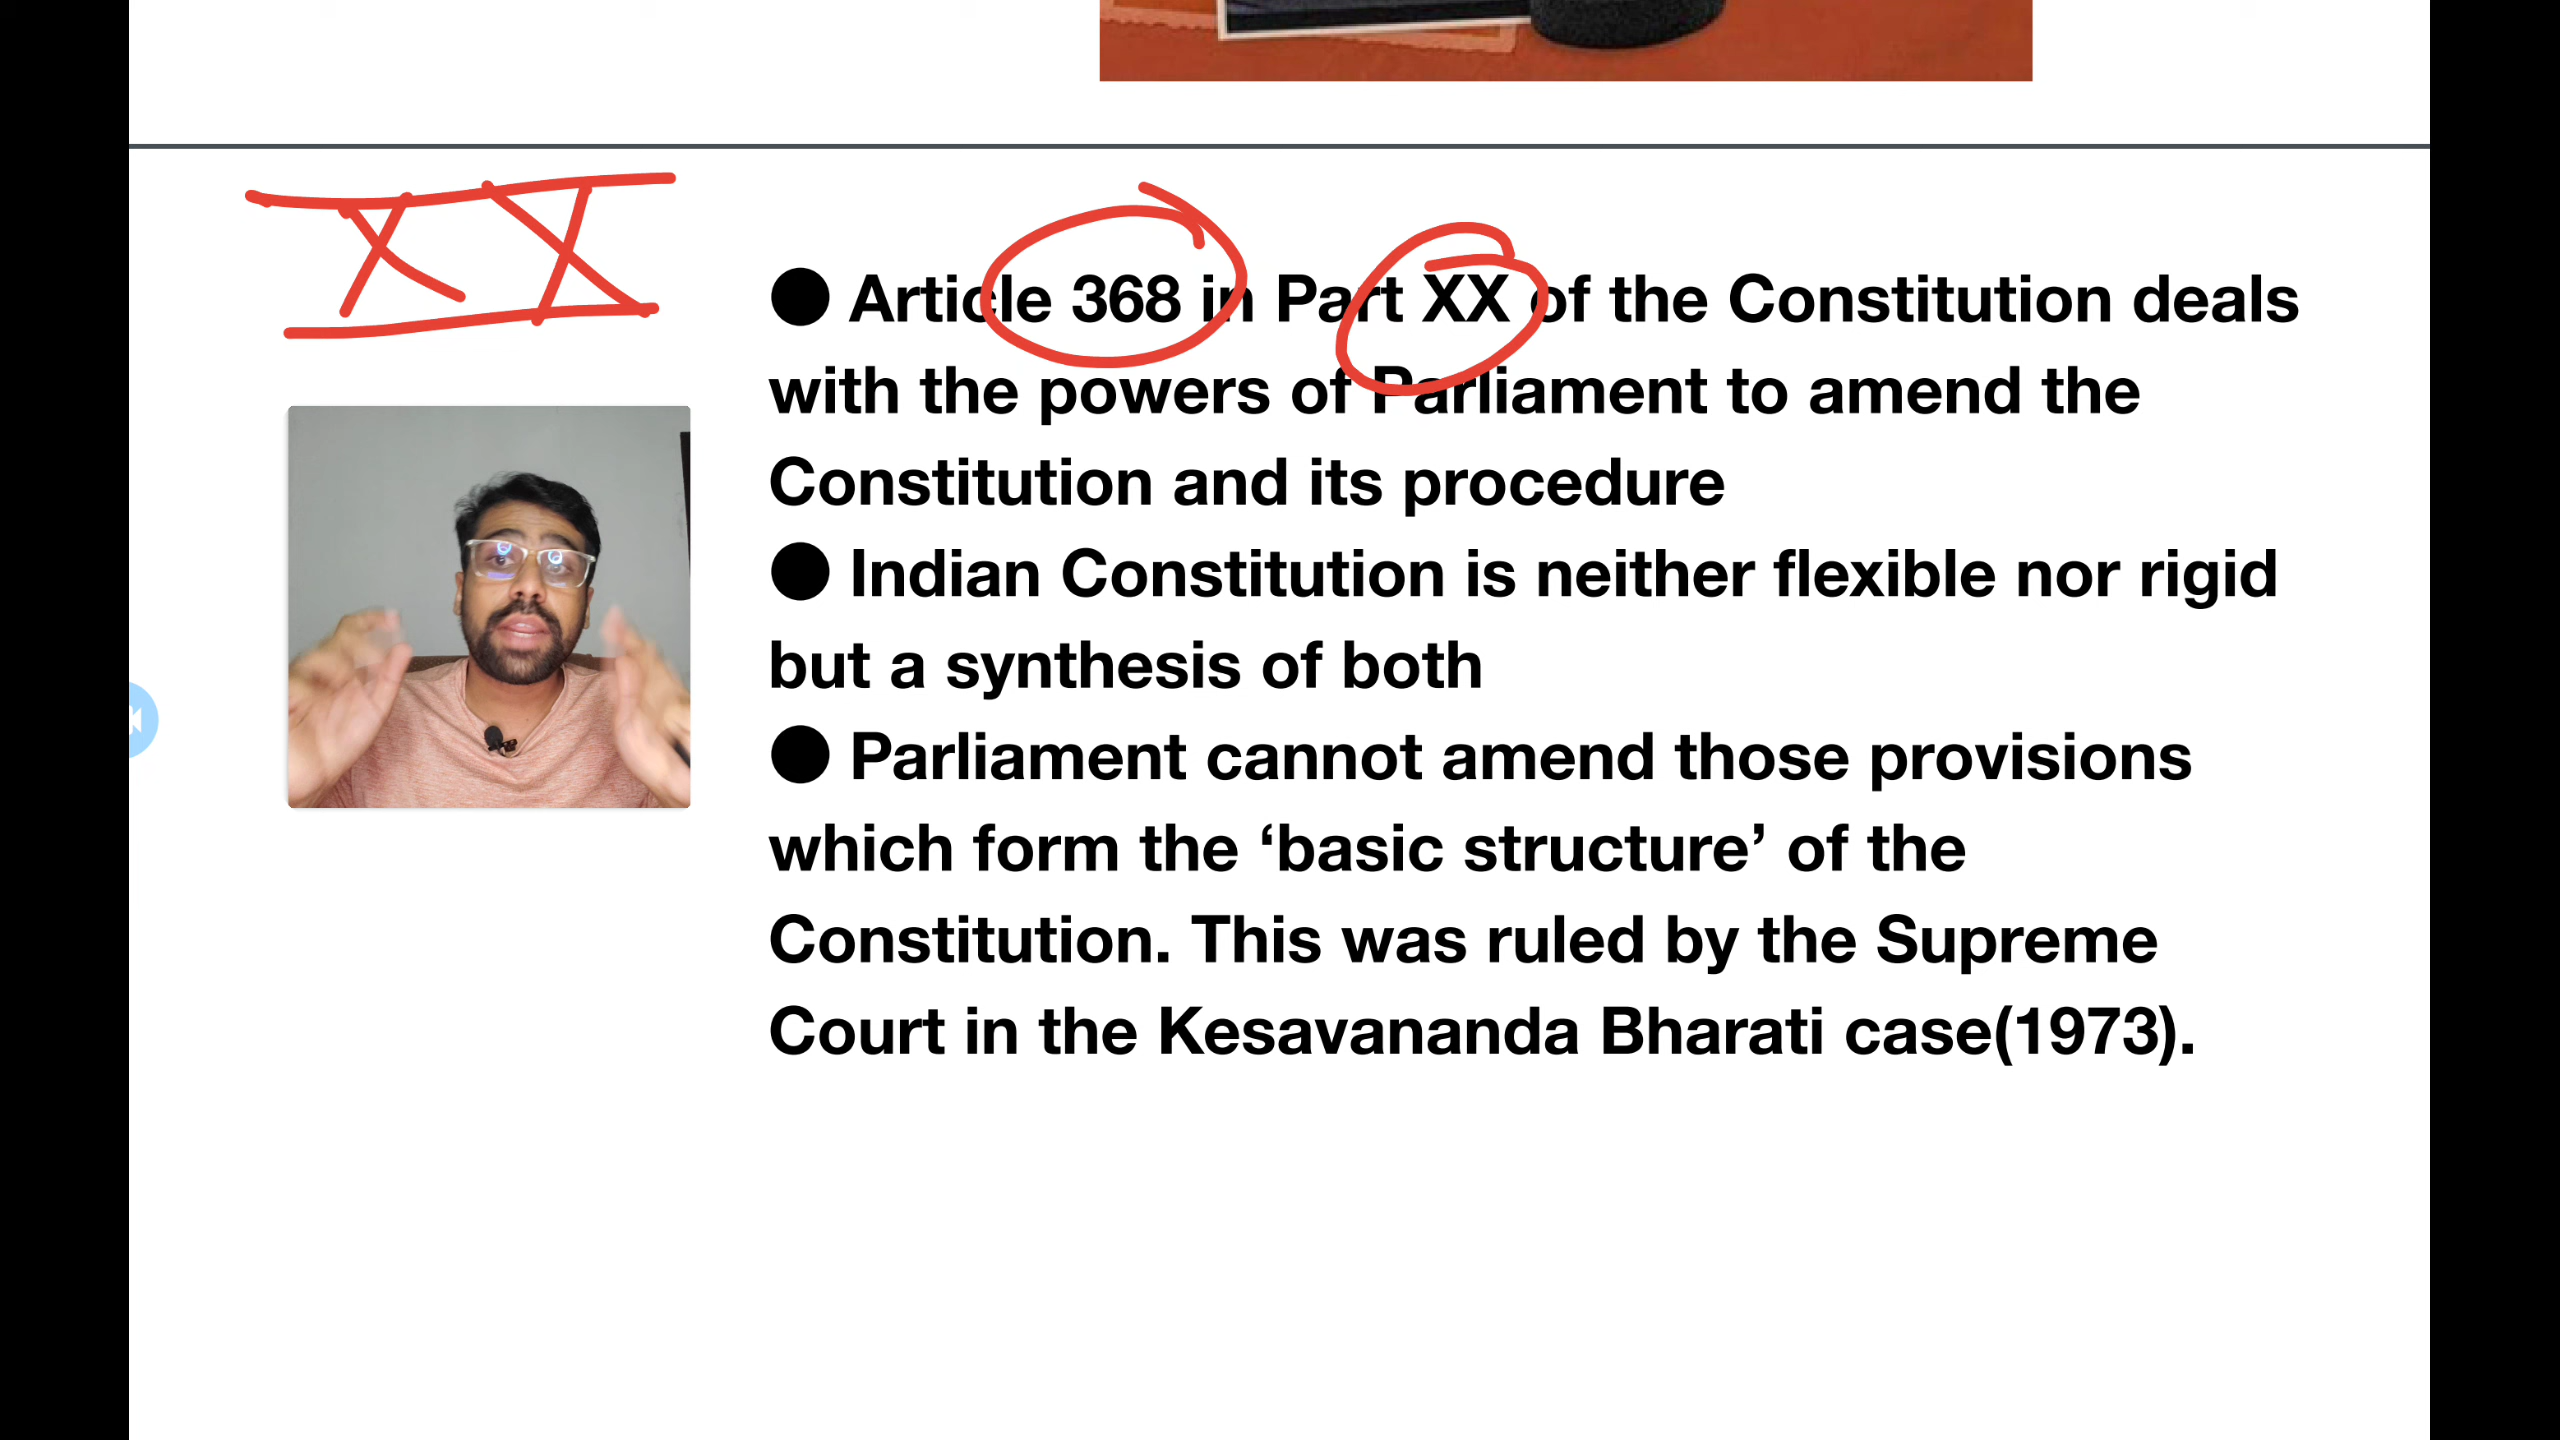 XX
● Article 368 in Part XX of the Constitution deals
with the powers of Parliament to amend the
Constitution and its procedure
● Indian Constitution is neither flexible nor rigid
but a synthesis of both
● Parliament cannot amend those provisions
which form the ‘basic structure’ of the
Constitution. This was ruled by the Supreme
Court in the Kesavananda Bharati case(1973).